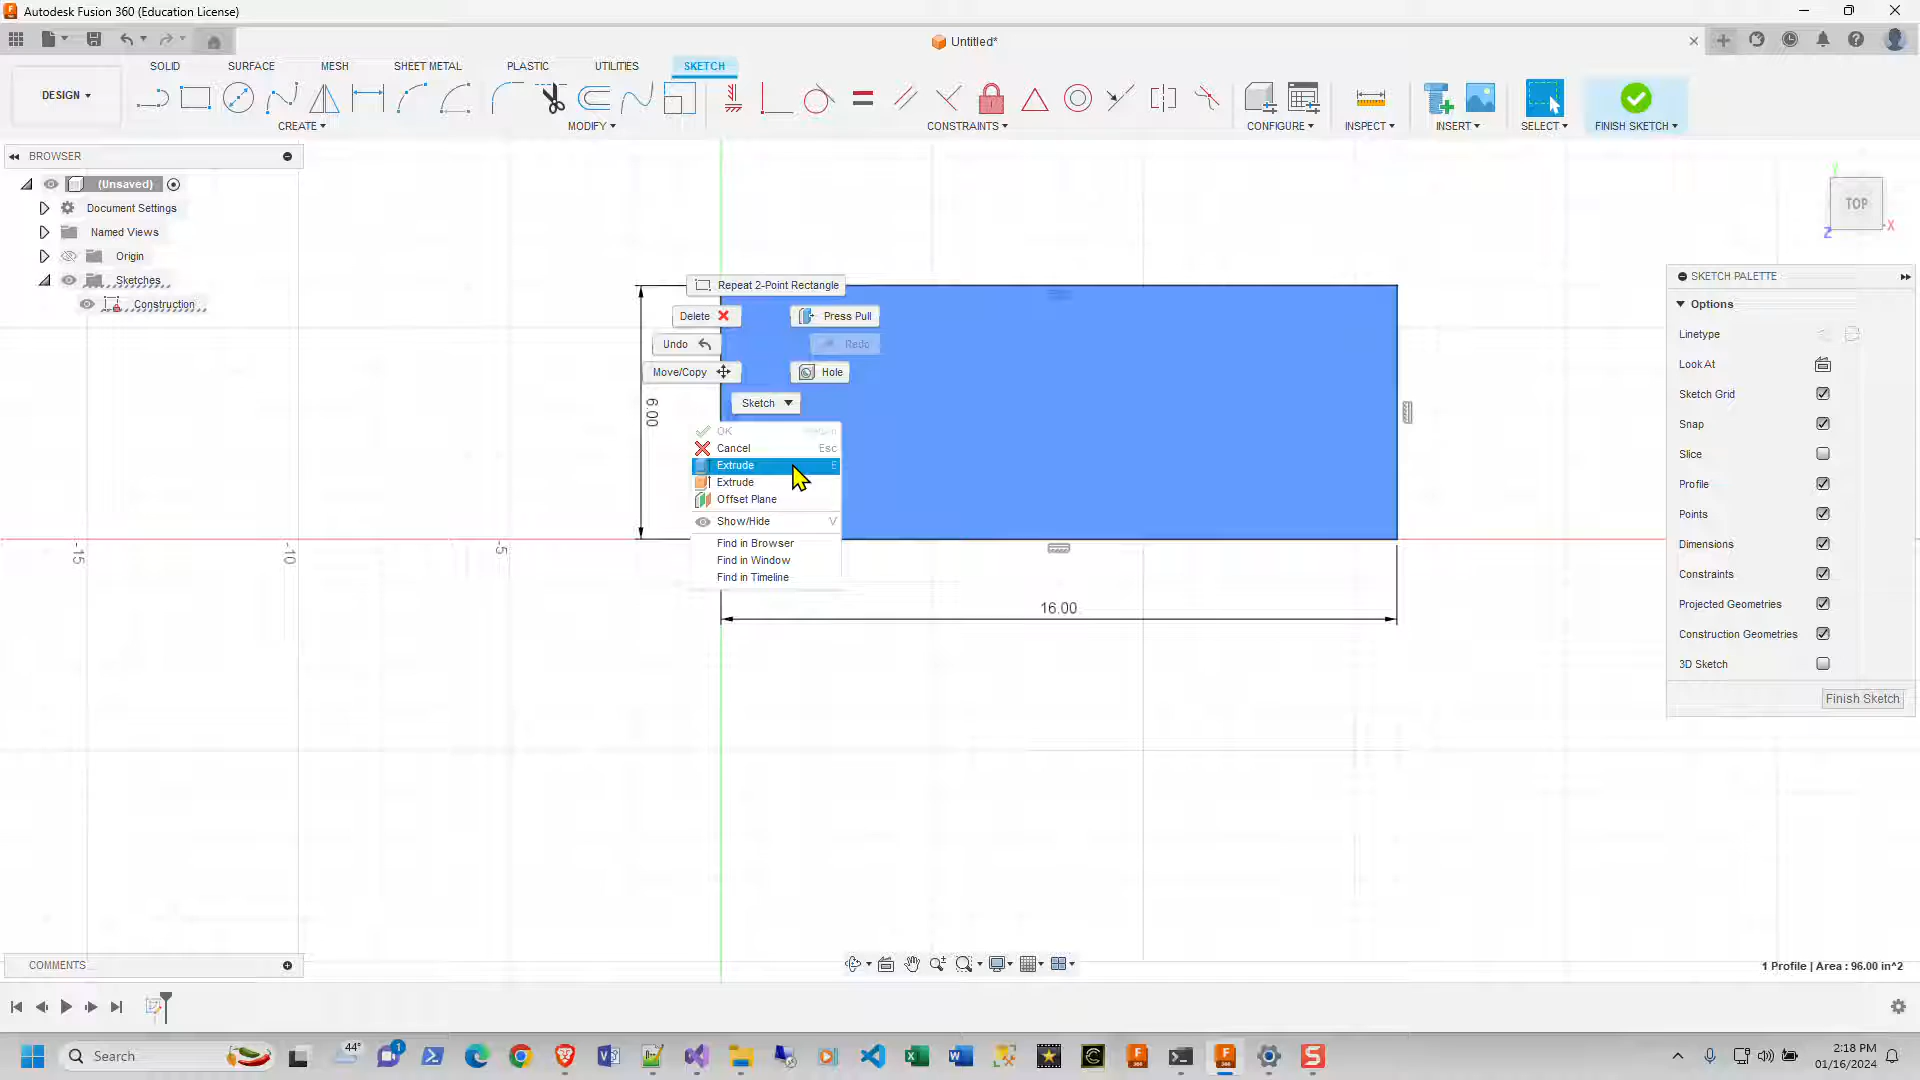 Autodesk Fusion 360 (Education License)
Untitled*
SOLID SURFACE MESH SHEET METAL PLASTIC UTILITIES SKETCH
DESIGN
CREATE MODIFY CONSTRAINTS CONFIGURE INSPECT INSERT SELECT FINISH SKETCH
BROWSER
(Unsaved)
Document Settings
Named Views
Origin
Sketches
Construction
TOP
Y
X
Z
Repeat 2-Point Rectangle
Delete
Press Pull
Undo
Redo
Move/Copy
Hole
Sketch
OK
Cancel Esc
Extrude E
Extrude
Offset Plane
Show/Hide V
Find in Browser
Find in Window
Find in Timeline
6.00
16.00
-15
-10
-5
SKETCH PALETTE
Options
Linetype
Look At
Sketch Grid
Snap
Slice
Profile
Points
Dimensions
Constraints
Projected Geometries
Construction Geometries
3D Sketch
Finish Sketch
COMMENTS
1 Profile | Area : 96.00 in^2
Search
44°
1
2:18 PM
01/16/2024